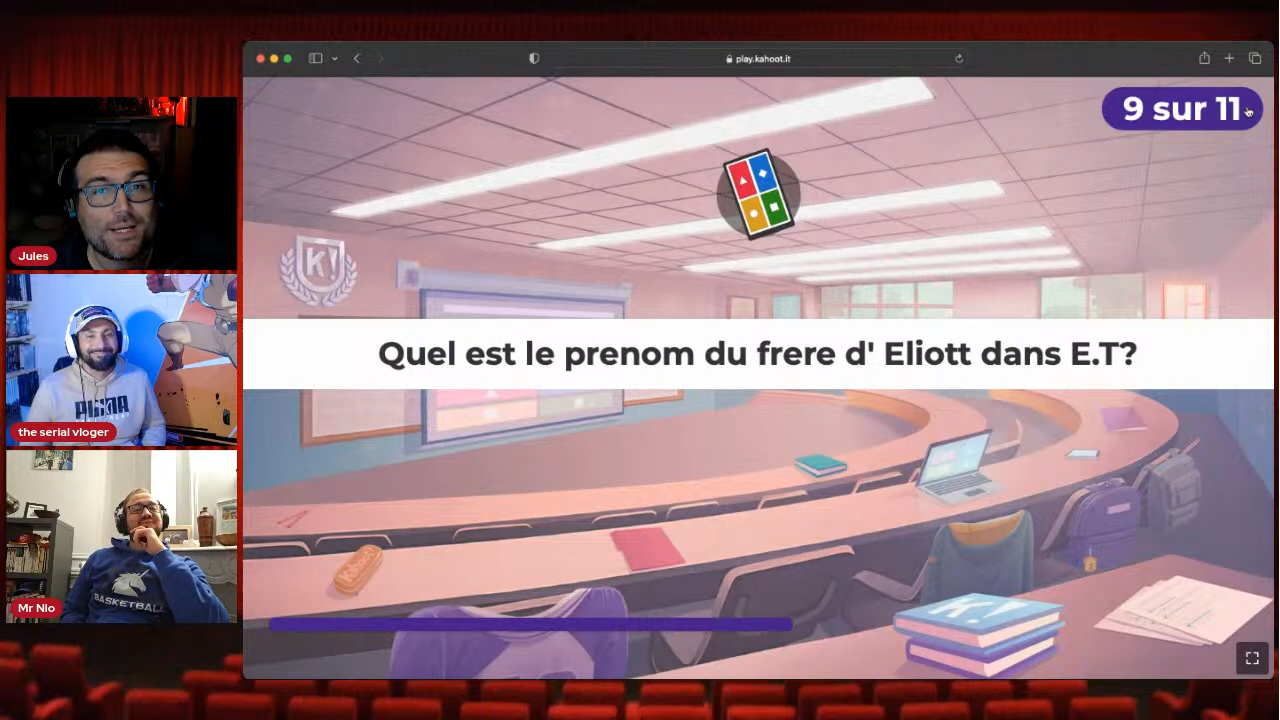 play.kahoot.it
9 sur 11
K!
Quel est le prenom du frere d' Eliott dans E.T?
Jules
PUMA
the serial vloger
BASKETBALL
Mr Nio
Kahoot!
K!